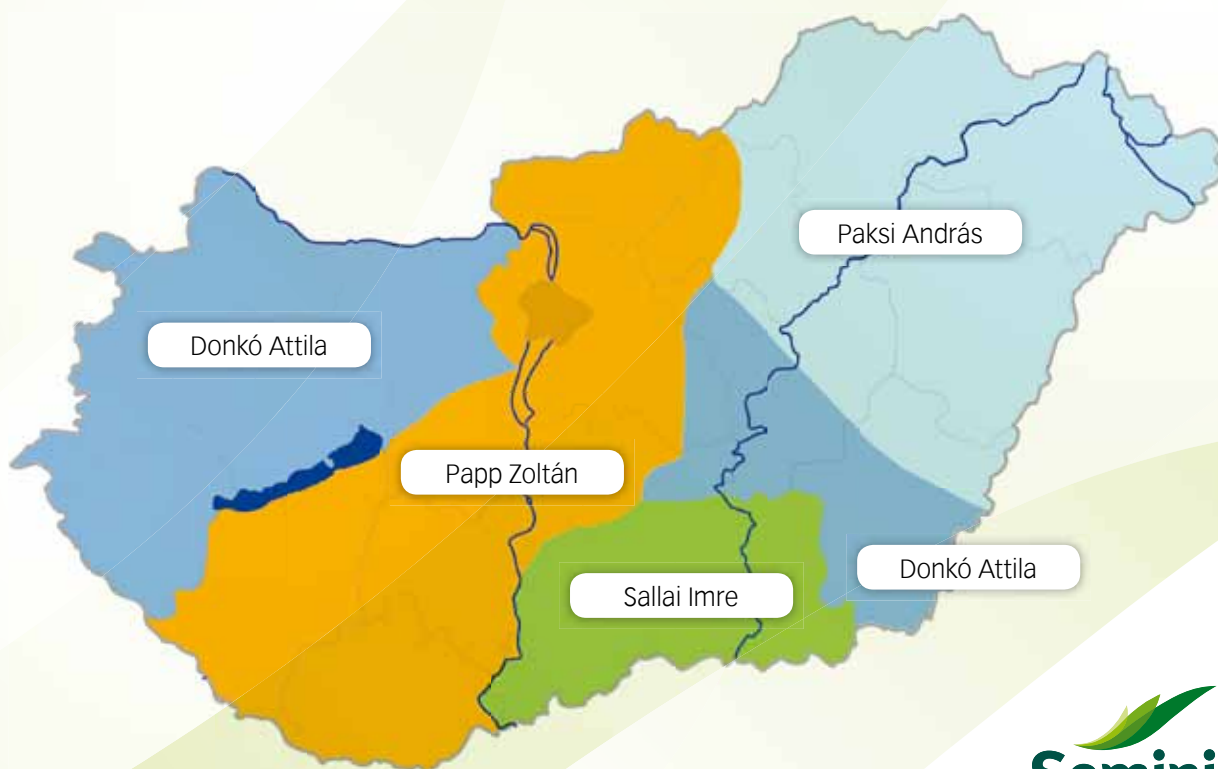 Paksi András
Donkó Attila
Papp Zoltán
Donkó Attila
Sallai Imre